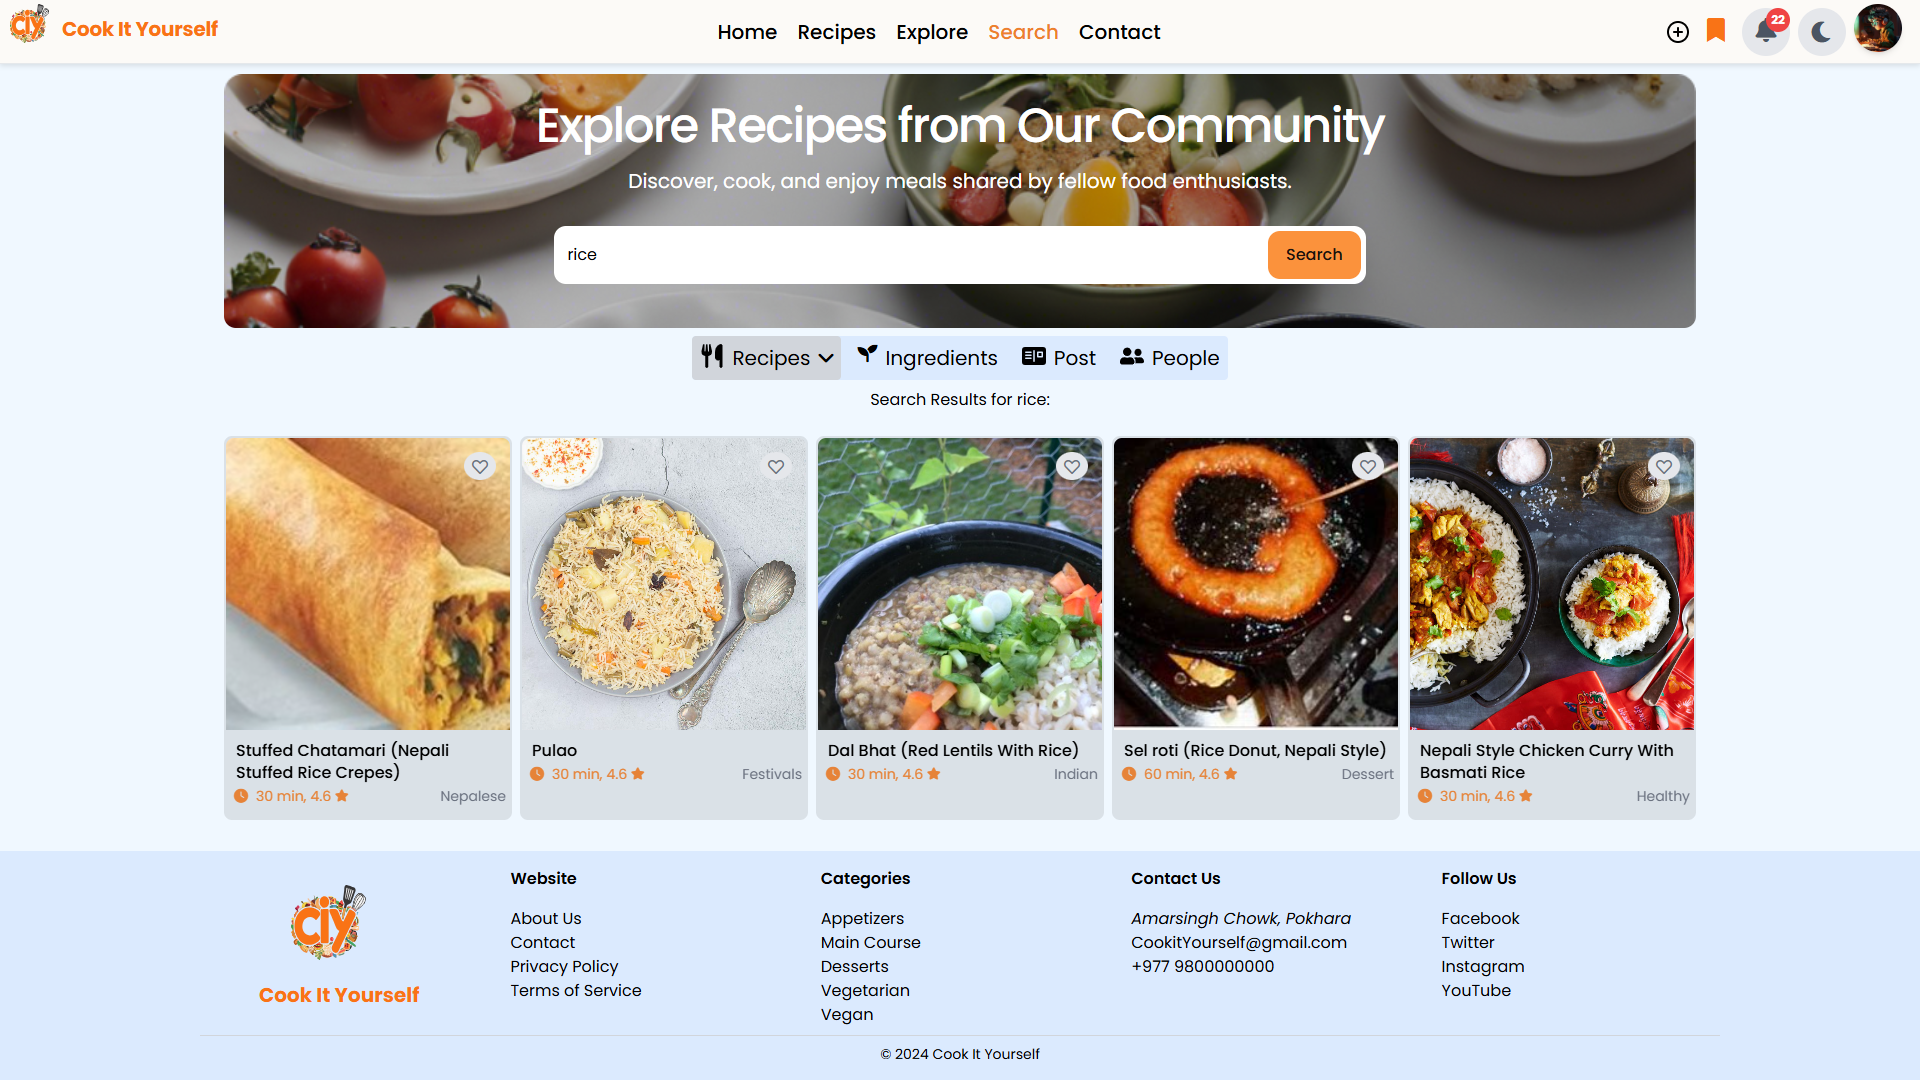 CiY
Cook It Yourself
Home
Recipes
Explore
Search
Contact
22
Explore Recipes from Our Community
Discover, cook, and enjoy meals shared by fellow food enthusiasts.
rice
Search
Recipes
Ingredients
Post
People
Search Results for rice:
Stuffed Chatamari (Nepali
Stuffed Rice Crepes)
30 min, 4.6
Nepalese
Pulao
30 min, 4.6
Festivals
Dal Bhat (Red Lentils With Rice)
30 min, 4.6
Indian
Sel roti (Rice Donut, Nepali Style)
60 min, 4.6
Dessert
Nepali Style Chicken Curry With
Basmati Rice
30 min, 4.6
Healthy
CiY
Cook It Yourself
Website
About Us
Contact
Privacy Policy
Terms of Service
Categories
Appetizers
Main Course
Desserts
Vegetarian
Vegan
Contact Us
Amarsingh Chowk, Pokhara
CookitYourself@gmail.com
+977 9800000000
Follow Us
Facebook
Twitter
Instagram
YouTube
© 2024 Cook It Yourself